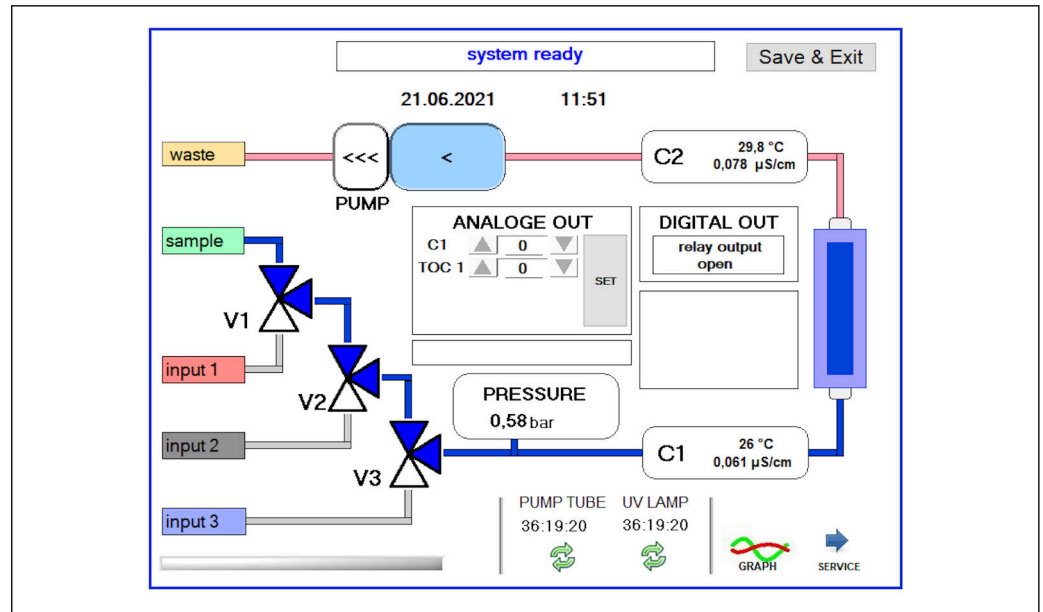 system ready
Save & Exit
21.06.2021 11:51
waste
<<<
<
PUMP
C2
29,8 °C
0,078 µS/cm
sample
ANALOGE OUT
C1 0
TOC 1 0
SET
DIGITAL OUT
relay output
open
V1
input 1
V2
PRESSURE
0,58 bar
input 2
V3
C1
26 °C
0,061 µS/cm
input 3
PUMP TUBE UV LAMP
36:19:20 36:19:20
GRAPH
SERVICE